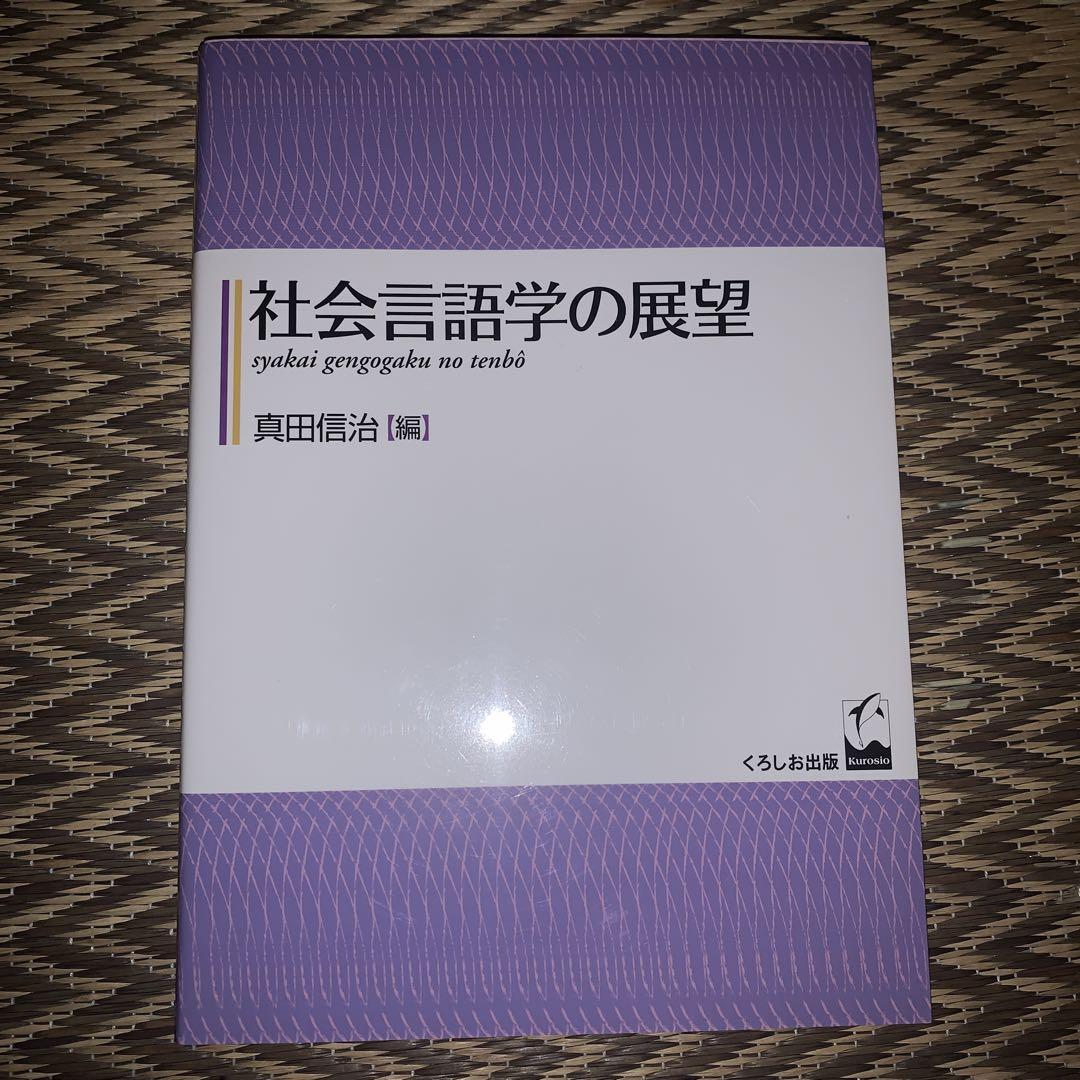 社会言語学の展望
syakai gengogaku no tenbô
真田信治【編】
くろしお出版
Kurosio